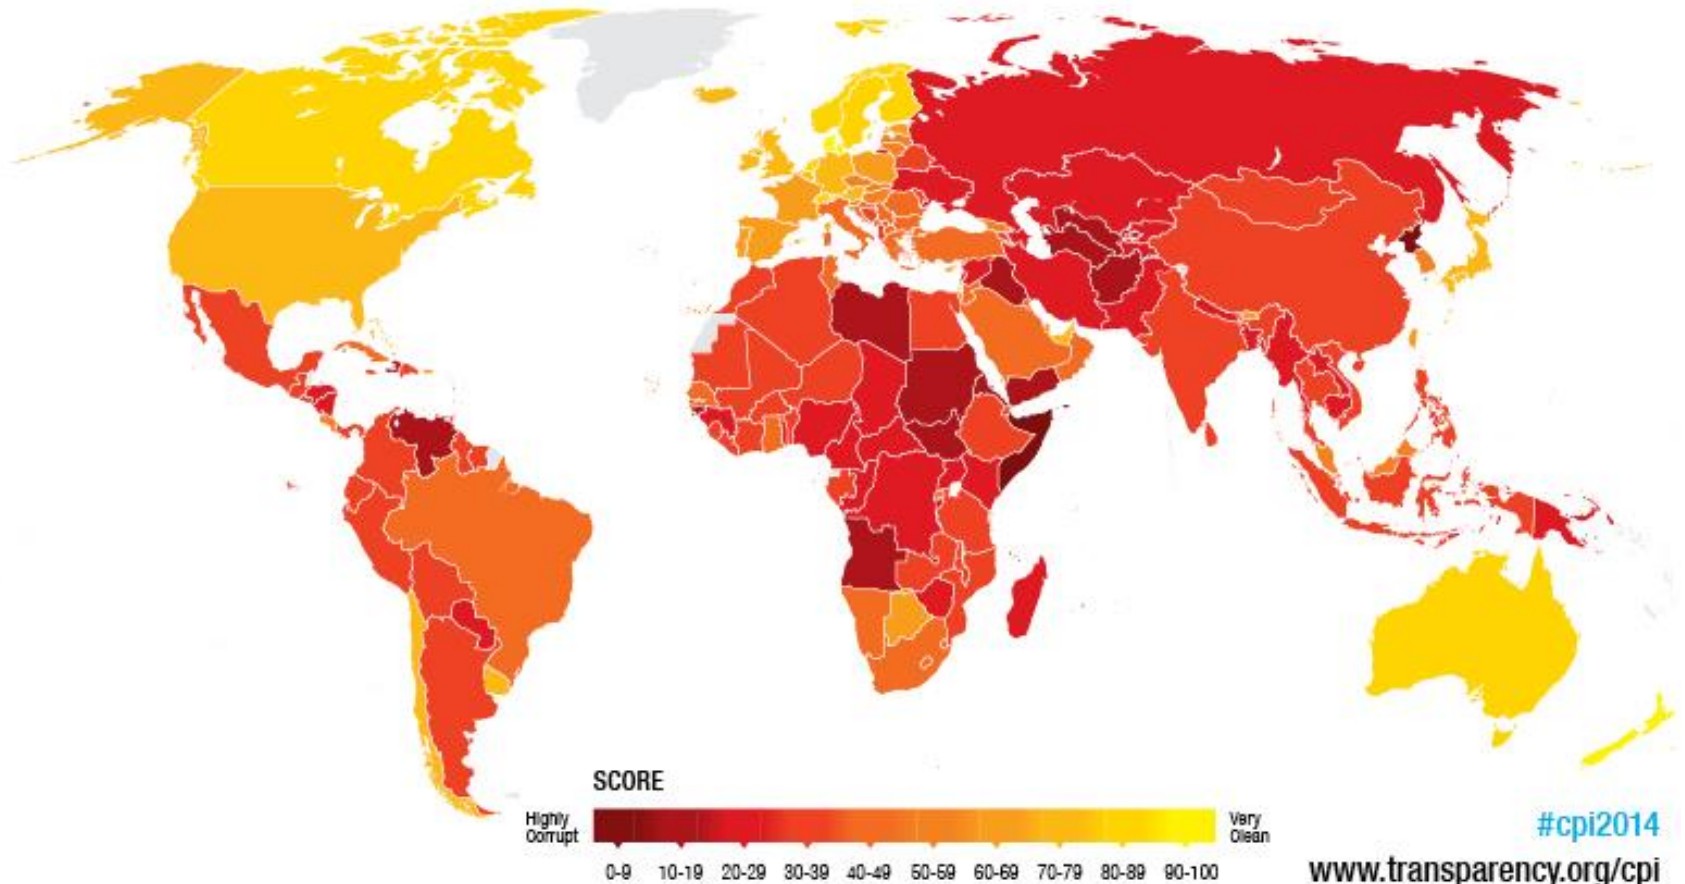 SCORE
Highly Corrupt
Very Clean
0-9 10-19 20-29 30-39 40-49 50-59 60-69 70-79 80-89 90-100
#cpi2014
www.transparency.org/cpi